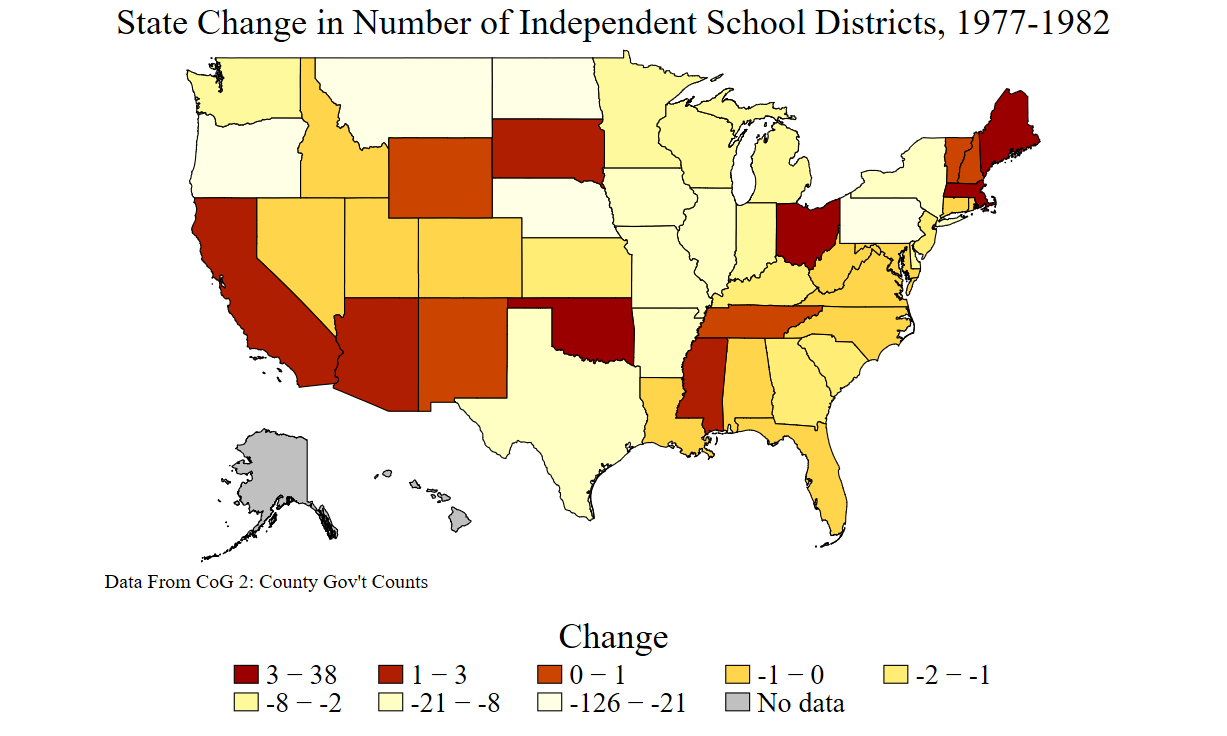 State Change in Number of Independent School Districts, 1977-1982
Data From CoG 2: County Gov't Counts
Change
3 − 38 1 − 3 0 − 1 -1 − 0 -2 − -1
-8 − -2 -21 − -8 -126 − -21 No data